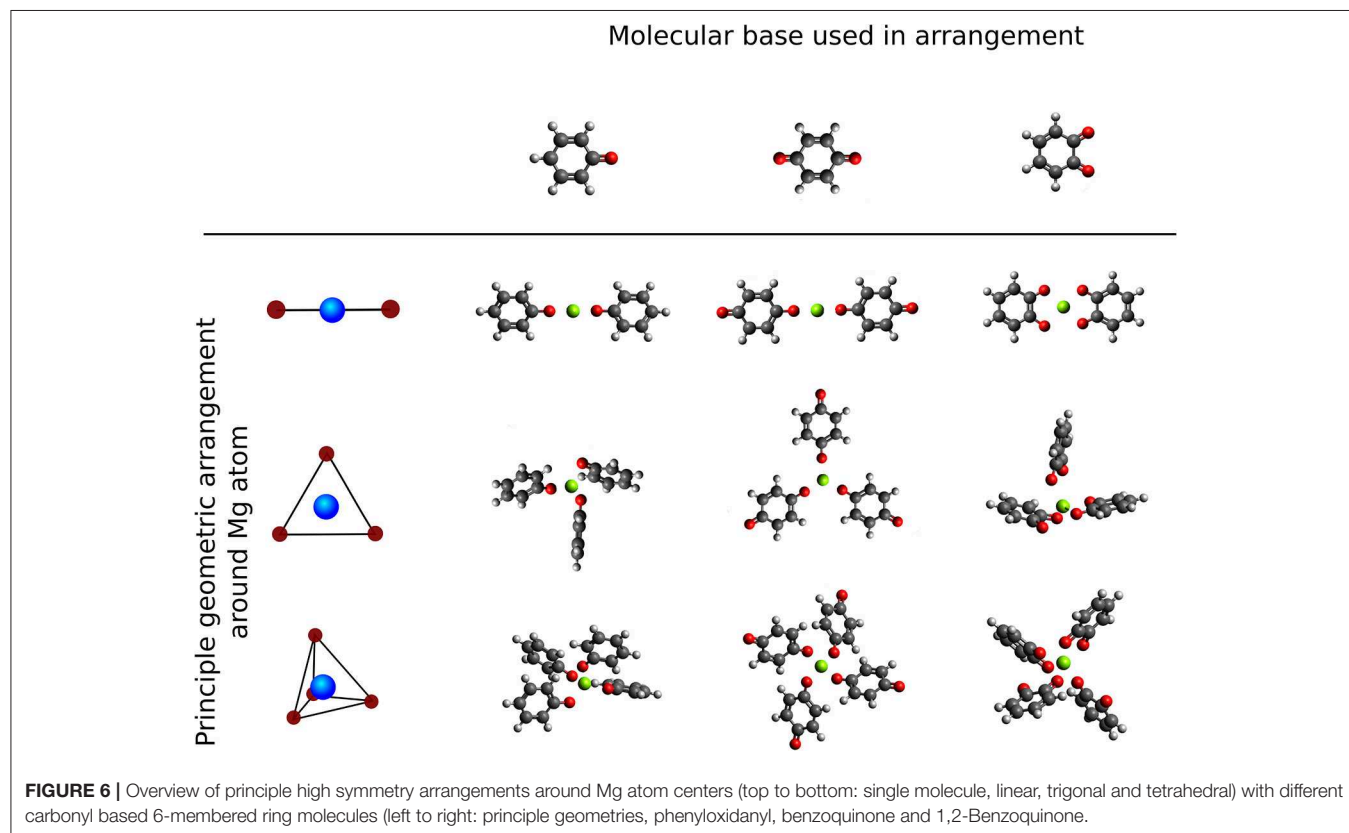 Molecular base used in arrangement
Principle geometric arrangement
around Mg atom
FIGURE 6 | Overview of principle high symmetry arrangements around Mg atom centers (top to bottom: single molecule, linear, trigonal and tetrahedral) with different
carbonyl based 6-membered ring molecules (left to right: principle geometries, phenyloxidanyl, benzoquinone and 1,2-Benzoquinone.